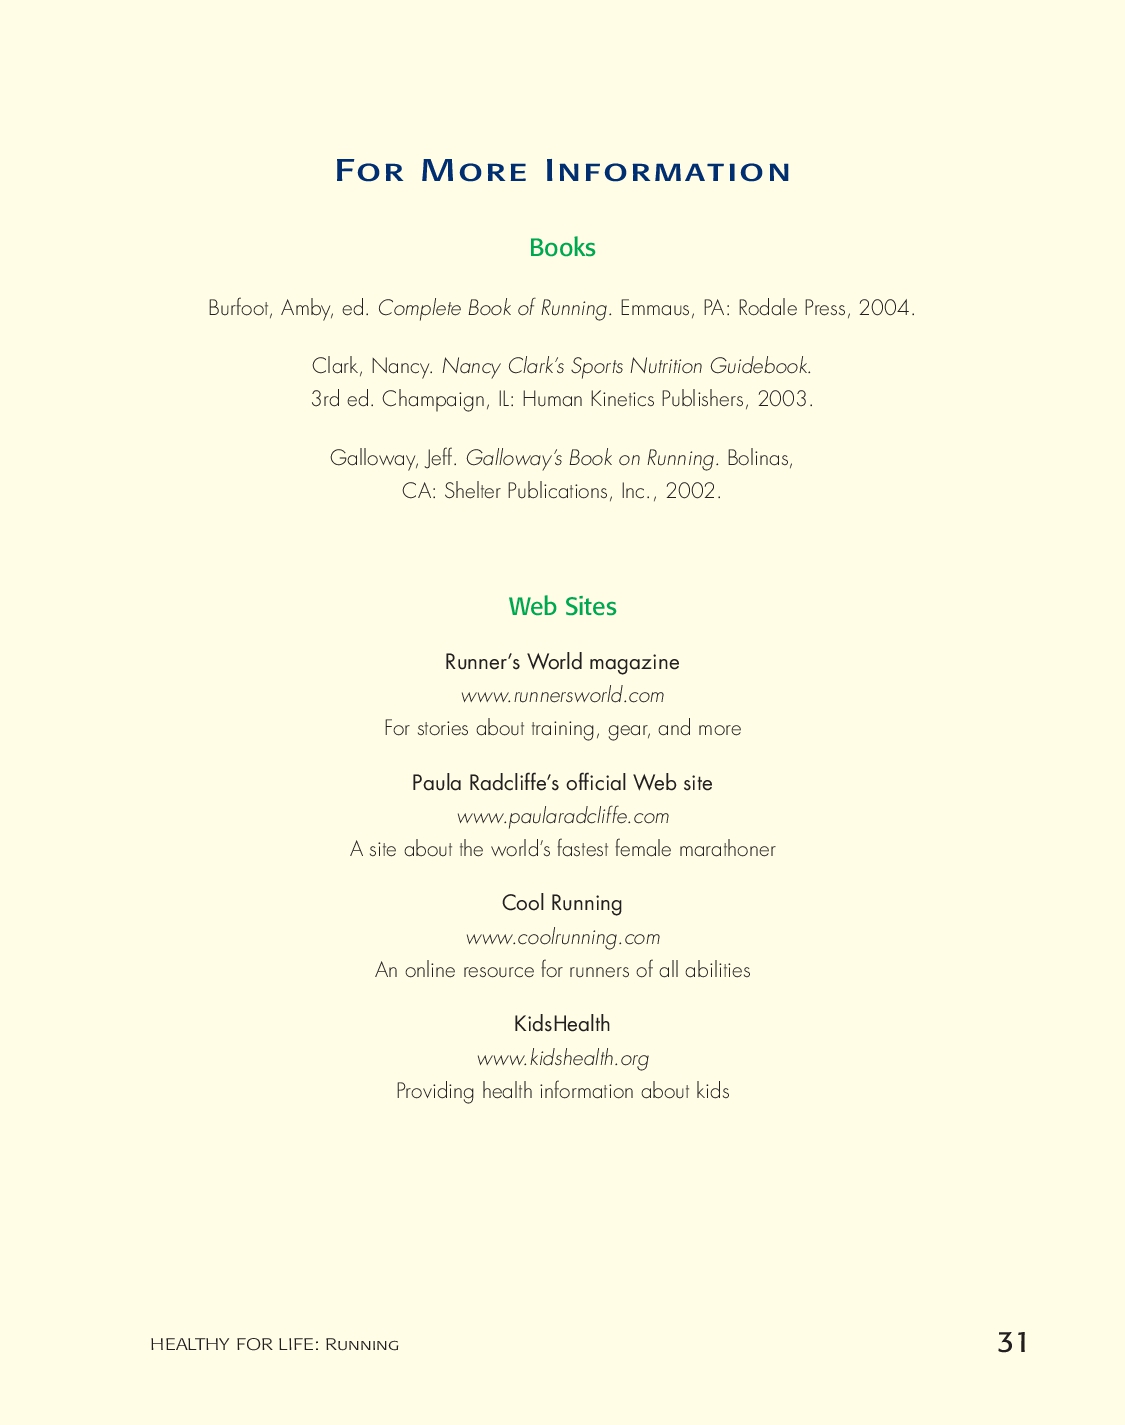 For More Information
Books
Burfoot, Amby, ed. Complete Book of Running. Emmaus, PA: Rodale Press, 2004.
Clark, Nancy. Nancy Clark’s Sports Nutrition Guidebook.
3rd ed. Champaign, IL: Human Kinetics Publishers, 2003.
Galloway, Jeff. Galloway’s Book on Running. Bolinas,
CA: Shelter Publications, Inc., 2002.
Web Sites
Runner’s World magazine
www.runnersworld.com
For stories about training, gear, and more
Paula Radcliffe’s official Web site
www.paularadcliffe.com
A site about the world’s fastest female marathoner
Cool Running
www.coolrunning.com
An online resource for runners of all abilities
KidsHealth
www.kidshealth.org
Providing health information about kids
HEALTHY FOR LIFE: Running
31